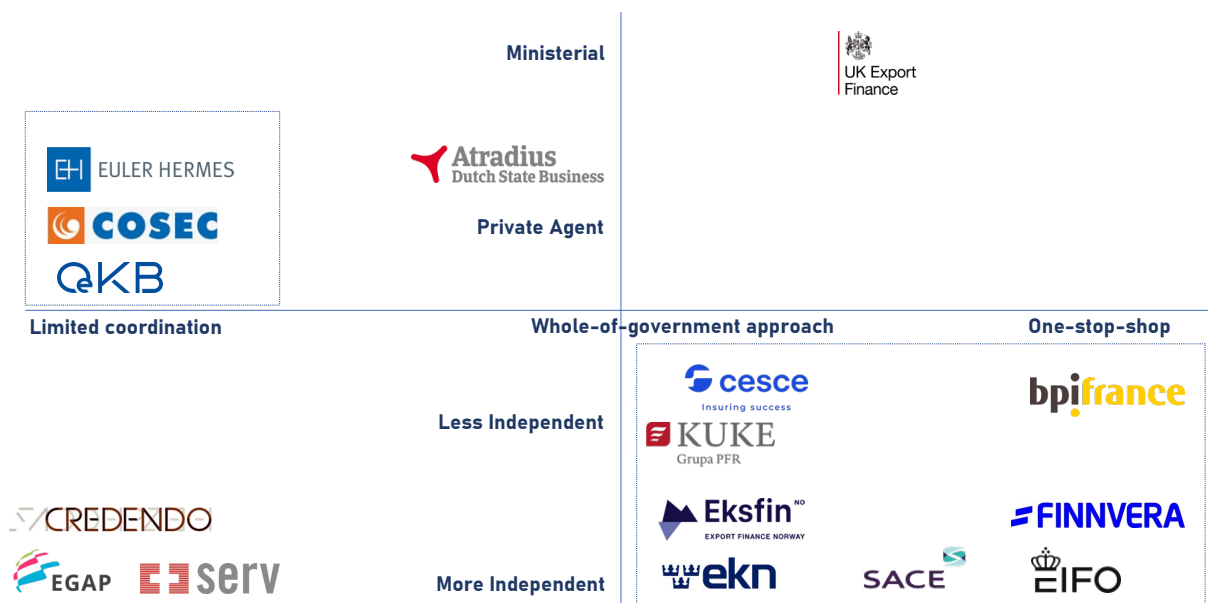 Ministerial
UK Export
Finance
EH EULER HERMES
Atradius
Dutch State Business
COSEC
Private Agent
OeKB
Limited coordination
Whole-of-government approach
One-stop-shop
cesce
Insuring success
bpifrance
Less Independent
KUKE
Grupa PFR
CREDENDO
Eksfin NO
EXPORT FINANCE NORWAY
FINNVERA
EGAP
serv
More Independent
ekn
SACE
EIFO